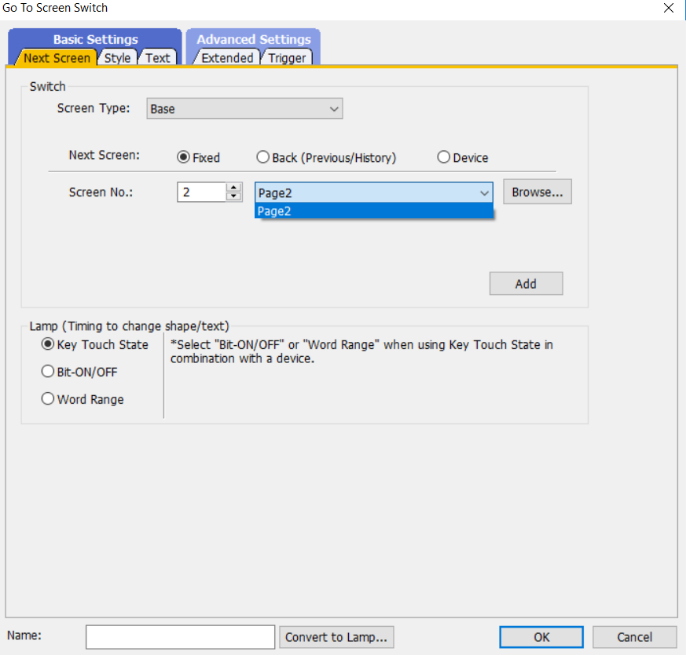 Go To Screen Switch
Basic Settings
Advanced Settings
Next Screen
Style
Text
Extended
Trigger
Switch
Screen Type:
Base
Next Screen:
Fixed
Back (Previous/History)
Device
Screen No.:
2
Page2
Browse...
Page2
Add
Lamp (Timing to change shape/text)
Key Touch State
*Select "Bit-ON/OFF" or "Word Range" when using Key Touch State in
combination with a device.
Bit-ON/OFF
Word Range
Name:
Convert to Lamp...
OK
Cancel